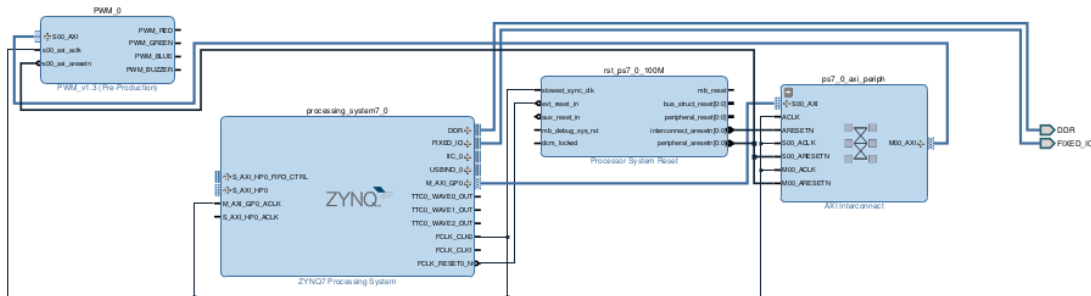 PWM_0
S00_AXI
s00_axi_aclk
s00_axi_aresetn
PWM_RED
PWM_GREEN
PWM_BLUE
PWM_BUZZER
PWM_v1.3 (Pre-Production)
processing_system7_0
S_AXI_HP0_FIFO_CTRL
S_AXI_HP0
M_AXI_GP0_ACLK
S_AXI_HP0_ACLK
ZYNQ
DDR
FIXED_IO
IIC_0
USBIND_0
M_AXI_GP0
TTC0_WAVE0_OUT
TTC0_WAVE1_OUT
TTC0_WAVE2_OUT
FCLK_CLK0
FCLK_CLK1
FCLK_RESET0_N
ZYNQ7 Processing System
rst_ps7_0_100M
slowest_sync_clk
ext_reset_in
aux_reset_in
mb_debug_sys_rst
dcm_locked
mb_reset
bus_struct_reset[0:0]
peripheral_reset[0:0]
interconnect_aresetn[0:0]
peripheral_aresetn[0:0]
Processor System Reset
ps7_0_axi_periph
S00_AXI
ACLK
ARESETN
S00_ACLK
S00_ARESETN
M00_ACLK
M00_ARESETN
M00_AXI
AXI Interconnect
DDR
FIXED_IO